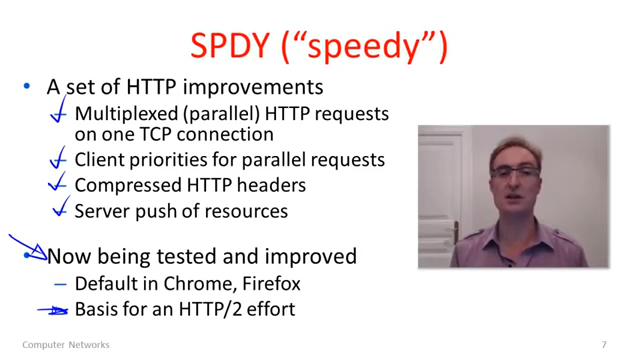 SPDY (“speedy”)
• A set of HTTP improvements
– Multiplexed (parallel) HTTP requests
on one TCP connection
– Client priorities for parallel requests
– Compressed HTTP headers
– Server push of resources
• Now being tested and improved
– Default in Chrome, Firefox
– Basis for an HTTP/2 effort
Computer Networks
7